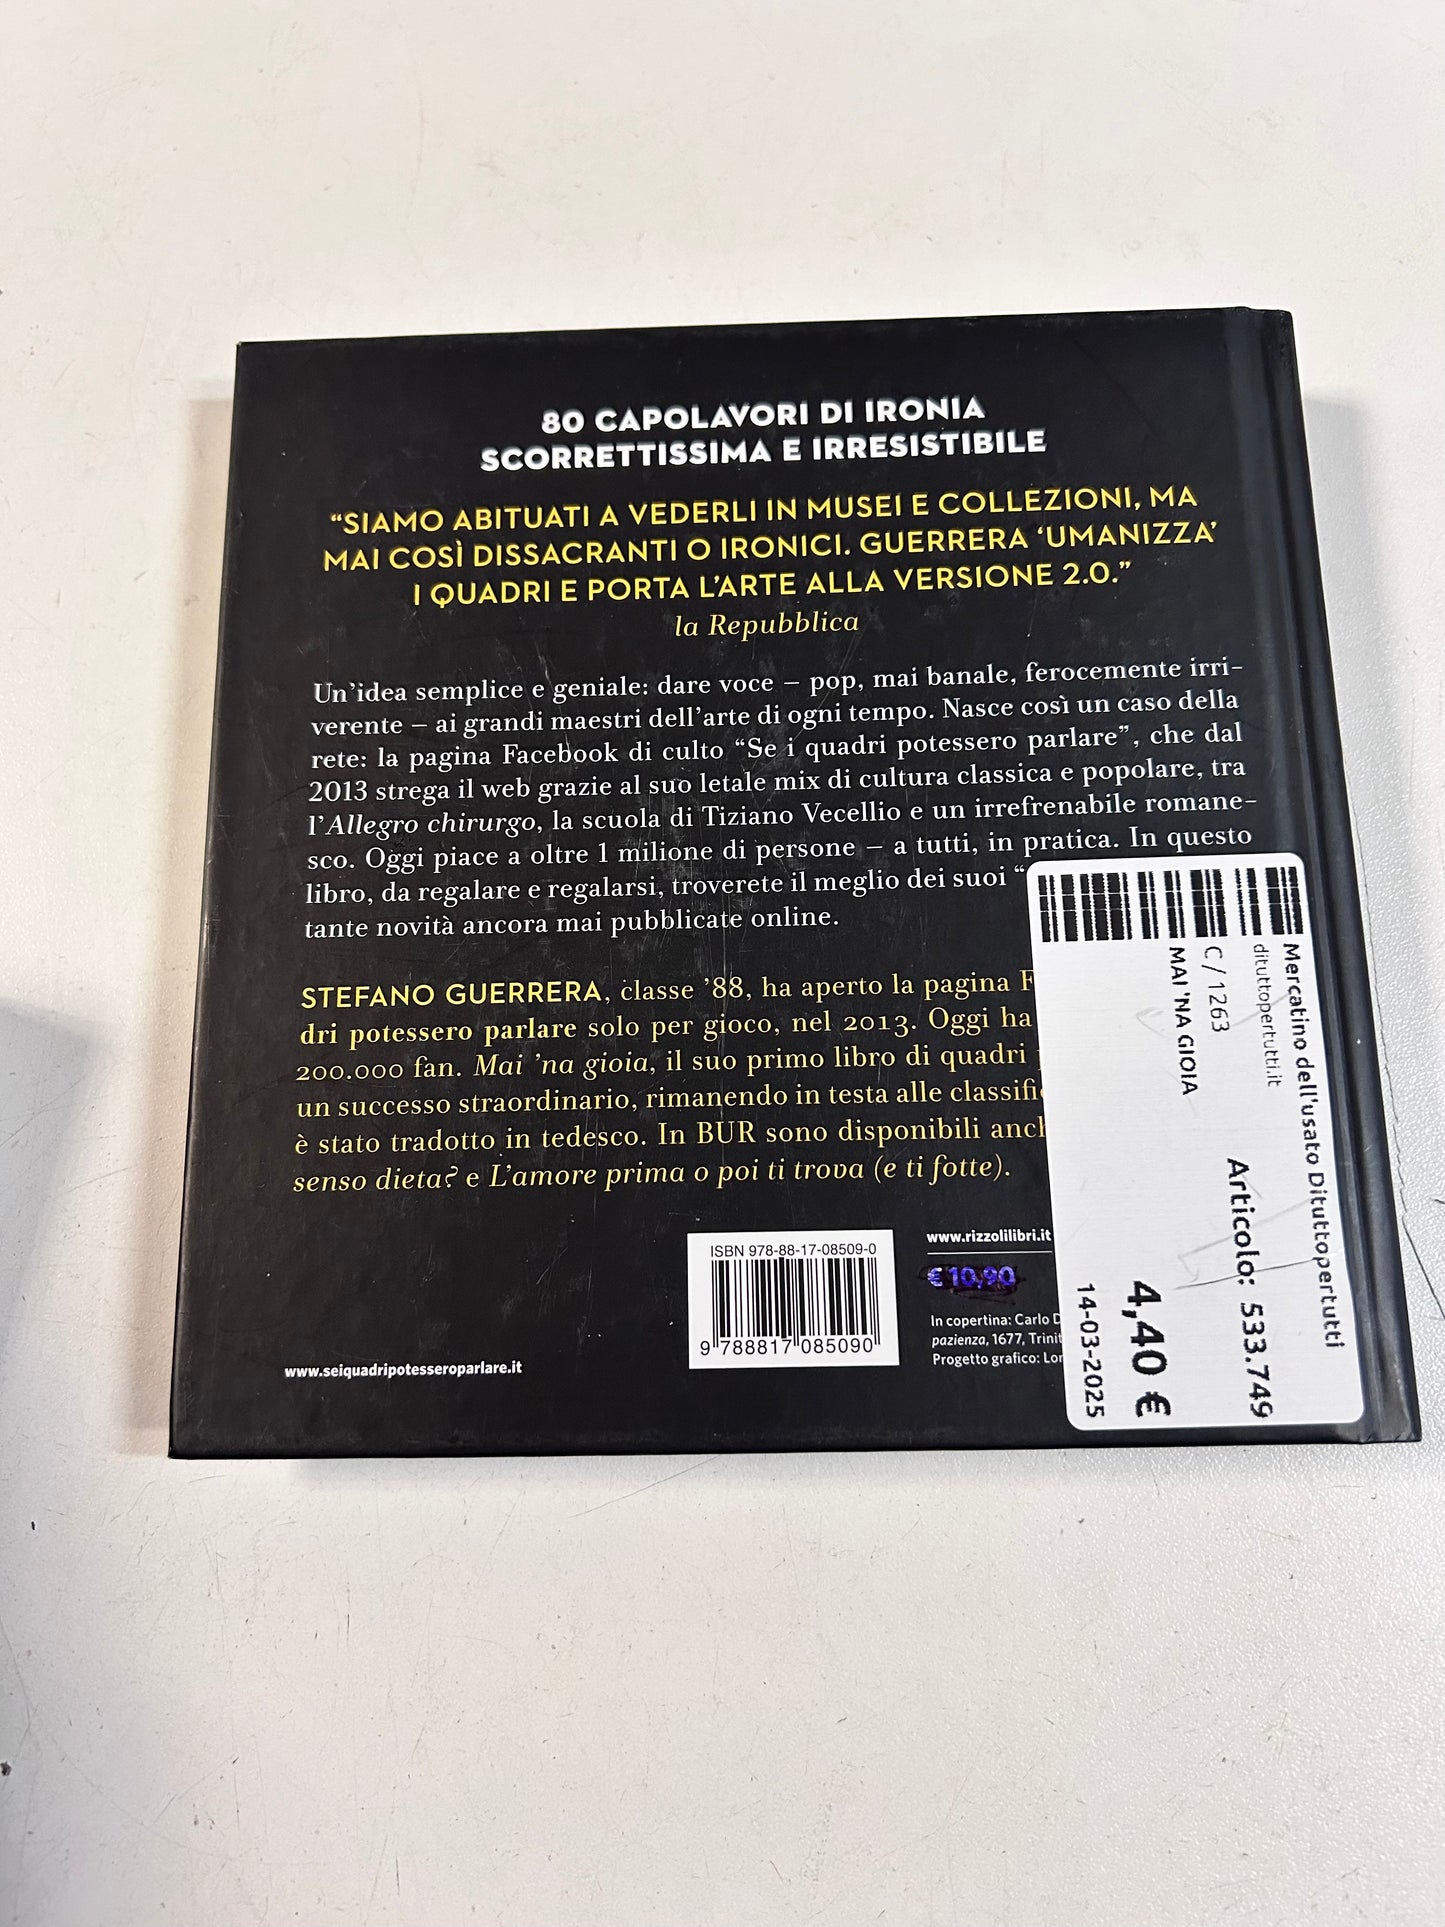 80 CAPOLAVORI DI IRONIA
SCORRETTISSIMA E IRRESISTIBILE
“SIAMO ABITUATI A VEDERLI IN MUSEI E COLLEZIONI, MA
MAI COSÌ DISSACRANTI O IRONICI. GUERRERA ‘UMANIZZA’
I QUADRI E PORTA L’ARTE ALLA VERSIONE 2.0.”
la Repubblica
Un’idea semplice e geniale: dare voce – pop, mai banale, ferocemente irri-
verente – ai grandi maestri dell’arte di ogni tempo. Nasce così un caso della
rete: la pagina Facebook di culto “Se i quadri potessero parlare”, che dal
2013 strega il web grazie al suo letale mix di cultura classica e popolare, tra
l’Allegro chirurgo, la scuola di Tiziano Vecellio e un irrefrenabile romane-
sco. Oggi piace a oltre 1 milione di persone – a tutti, in pratica. In questo
libro, da regalare e regalarsi, troverete il meglio dei suoi “
tante novità ancora mai pubblicate online.
STEFANO GUERRERA, classe ’88, ha aperto la pagina F
dri potessero parlare solo per gioco, nel 2013. Oggi ha
200.000 fan. Mai ’na gioia, il suo primo libro di quadri
un successo straordinario, rimanendo in testa alle classifi
è stato tradotto in tedesco. In BUR sono disponibili anch
senso dieta? e L’amore prima o poi ti trova (e ti fotte).
www.seiquadripotesseroparlare.it
ISBN 978-88-17-08509-0
9 788817 085090
www.rizzolilibri.it
€ 10,90
In copertina: Carlo D
pazienza, 1677, Trinit
Progetto grafico: Lor
Mercatino dell'usato Dituttopertutti
dituttopertutti.it
Articolo: 533.749
C / 1263
MAI 'NA GIOIA
4,40 €
14-03-2025